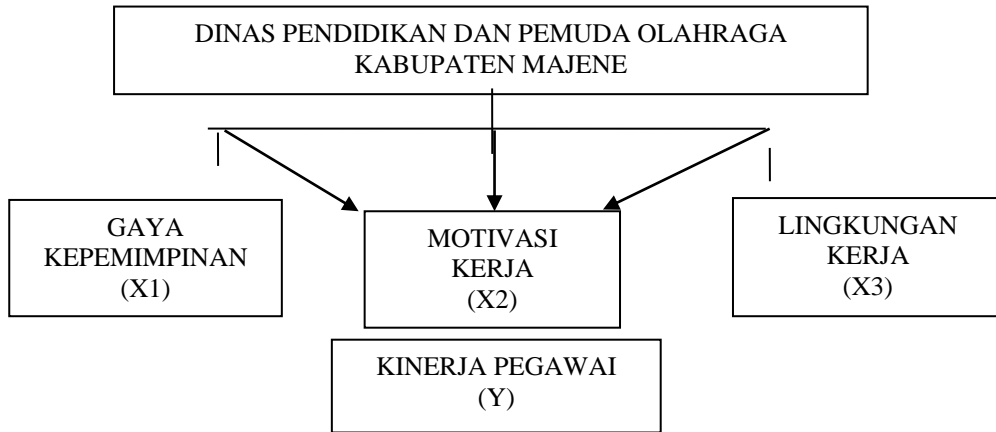 DINAS PENDIDIKAN DAN PEMUDA OLAHRAGA
KABUPATEN MAJENE
GAYA
KEPEMIMPINAN
(X1)
MOTIVASI
KERJA
(X2)
LINGKUNGAN
KERJA
(X3)
KINERJA PEGAWAI
(Y)